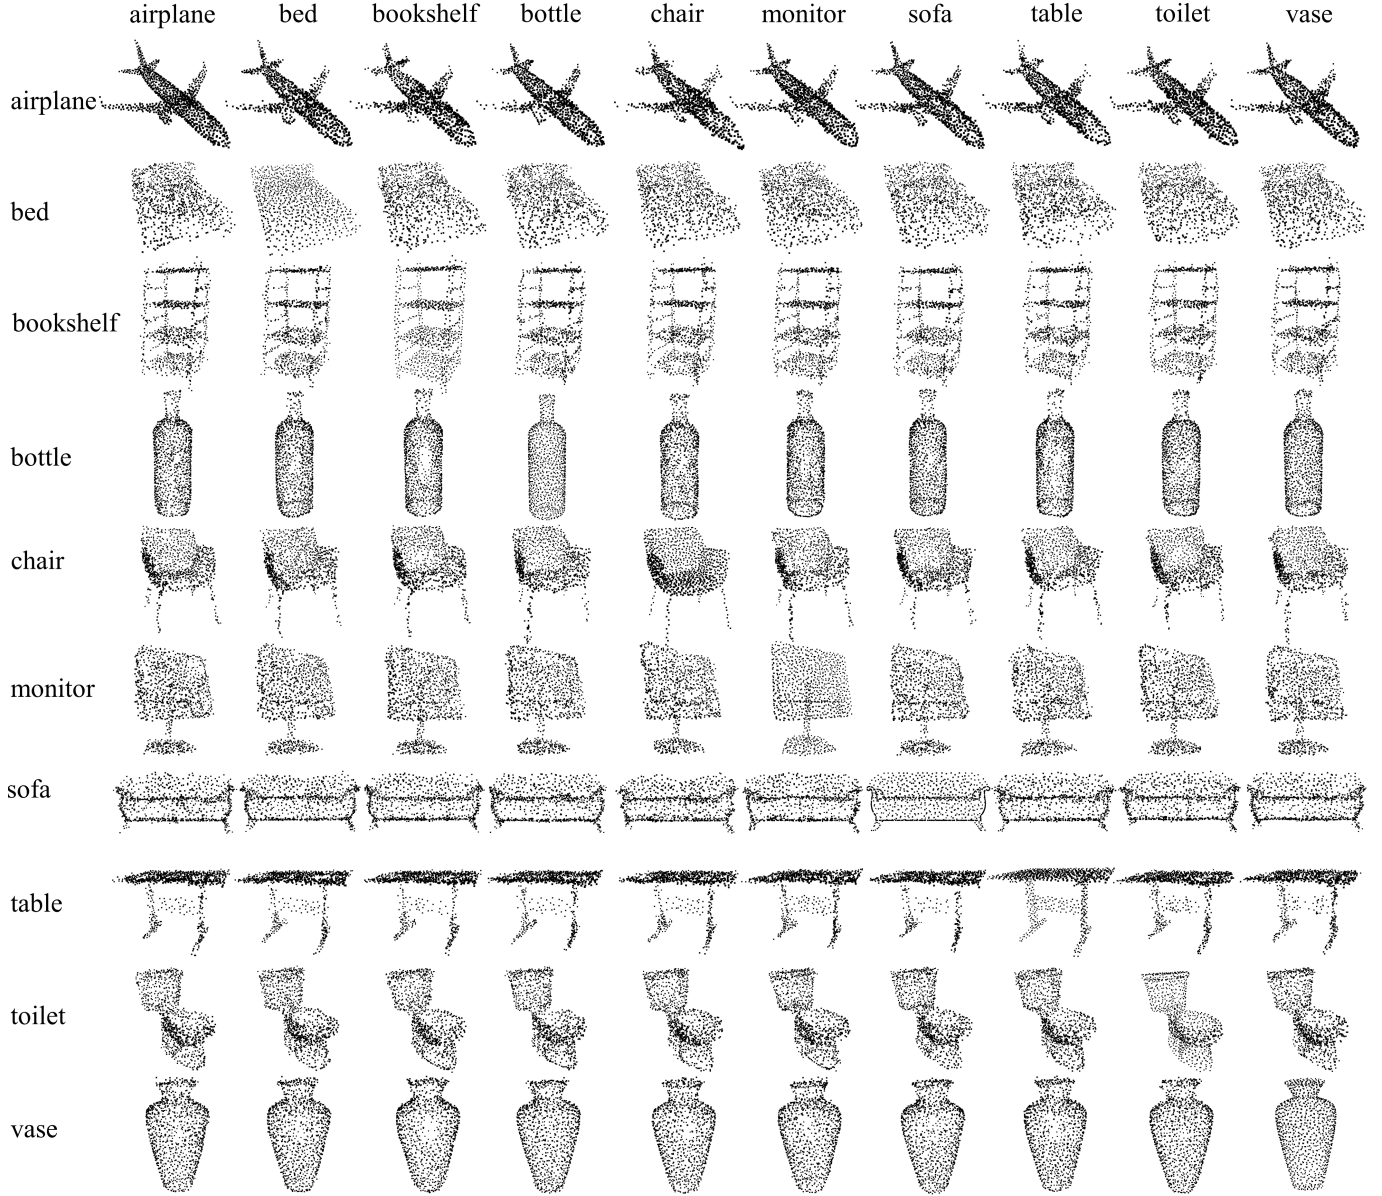 airplane bed bookshelf bottle chair monitor sofa table toilet vase
airplane
bed
bookshelf
bottle
chair
monitor
sofa
table
toilet
vase